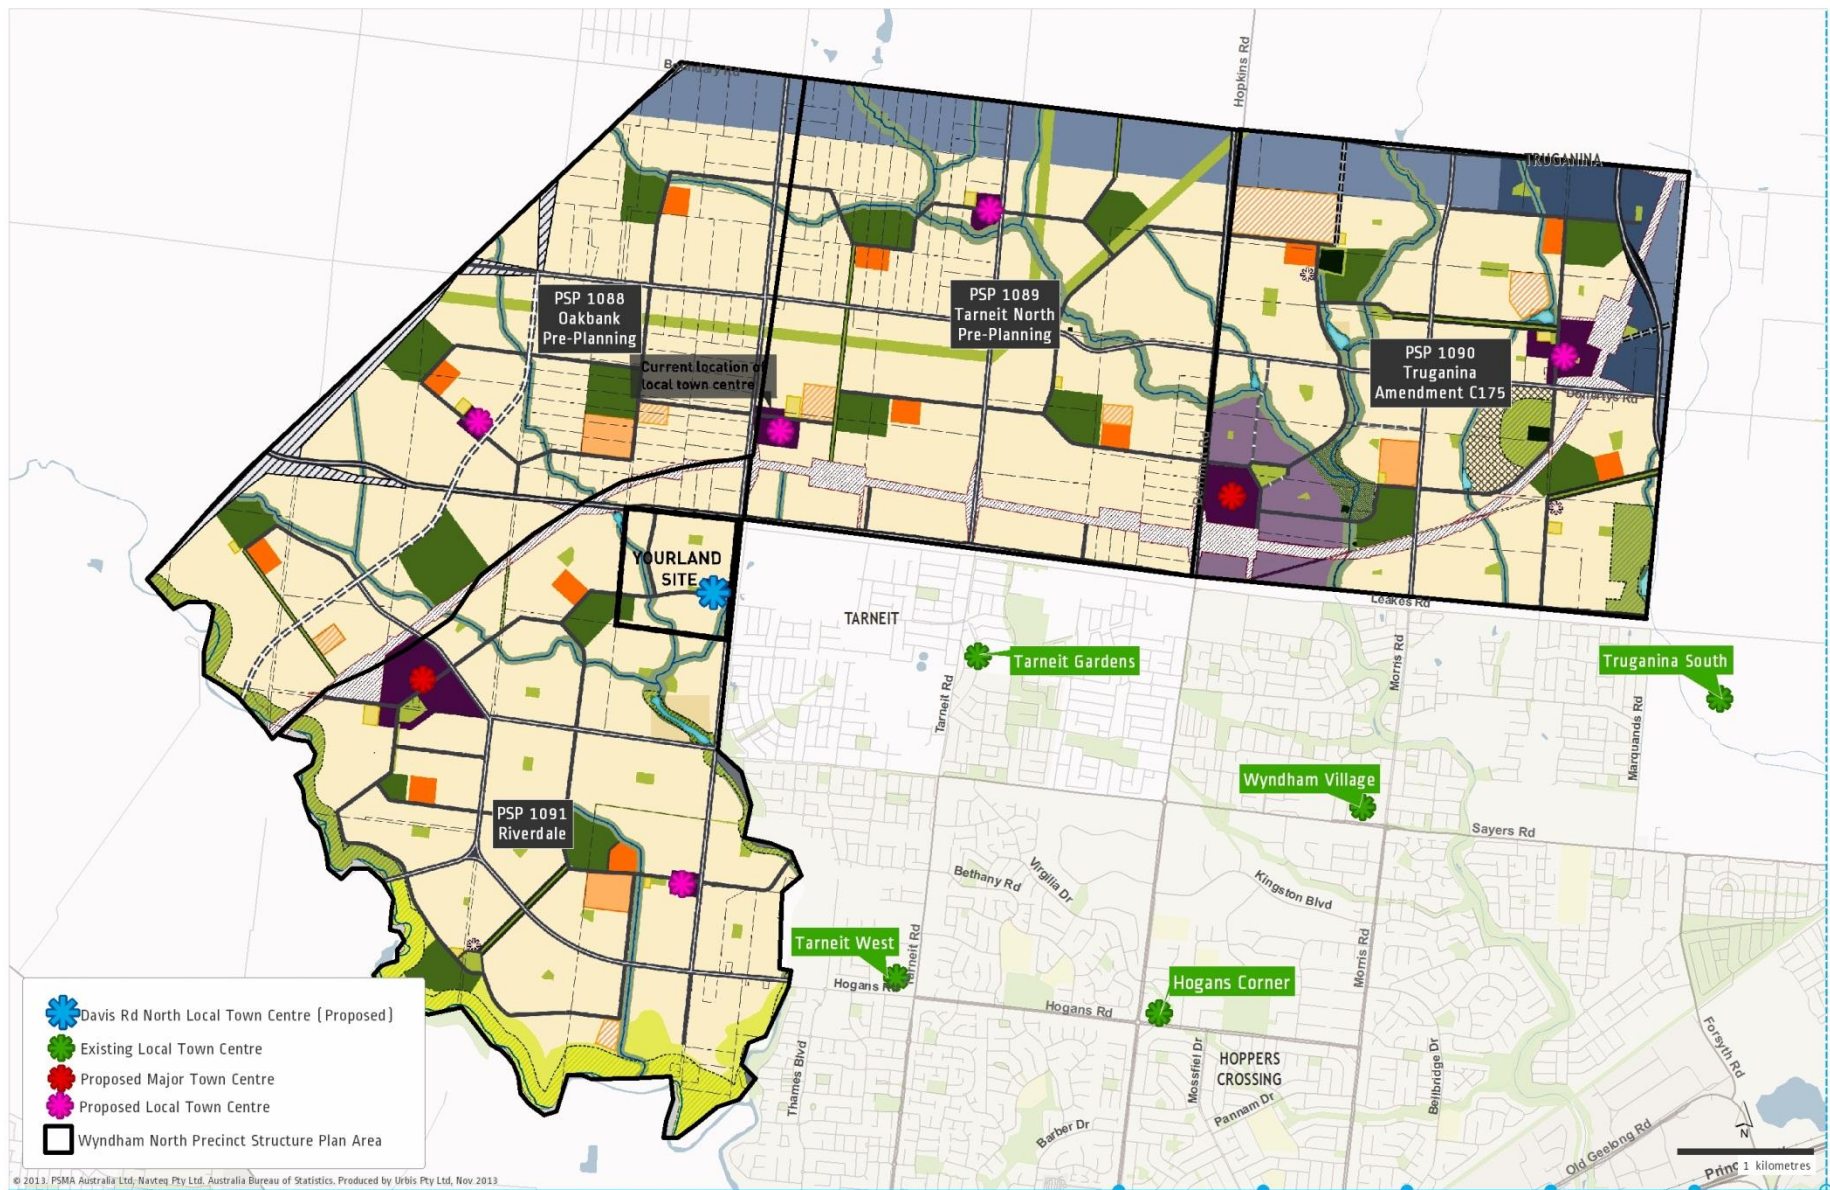 Boundary Rd
Hopkins Rd
TRUGANINA
PSP 1088
Oakbank
Pre-Planning
PSP 1089
Tarneit North
Pre-Planning
PSP 1090
Truganina
Amendment C175
Current location of
local town centre
Dohertys Rd
Derrimut Rd
YOURLAND
SITE
TARNEIT
Leakes Rd
Tarneit Gardens
Truganina South
Tarneit Rd
Morris Rd
Marquands Rd
Wyndham Village
PSP 1091
Riverdale
Sayers Rd
Bethany Rd
Virgilia Dr
Kingston Blvd
Tarneit West
Tarneit Rd
Morris Rd
Hogans Rd
Hogans Corner
Hogans Rd
HOPPERS
CROSSING
Thames Blvd
Mossfiel Dr
Pannam Dr
Barber Dr
Bellbridge Dr
Forsyth Rd
Old Geelong Rd
Davis Rd North Local Town Centre (Proposed)
Existing Local Town Centre
Proposed Major Town Centre
Proposed Local Town Centre
Wyndham North Precinct Structure Plan Area
N
1 kilometres
© 2013. PSMA Australia Ltd, Navteq Pty Ltd. Australia Bureau of Statistics. Produced by Urbis Pty Ltd, Nov 2013